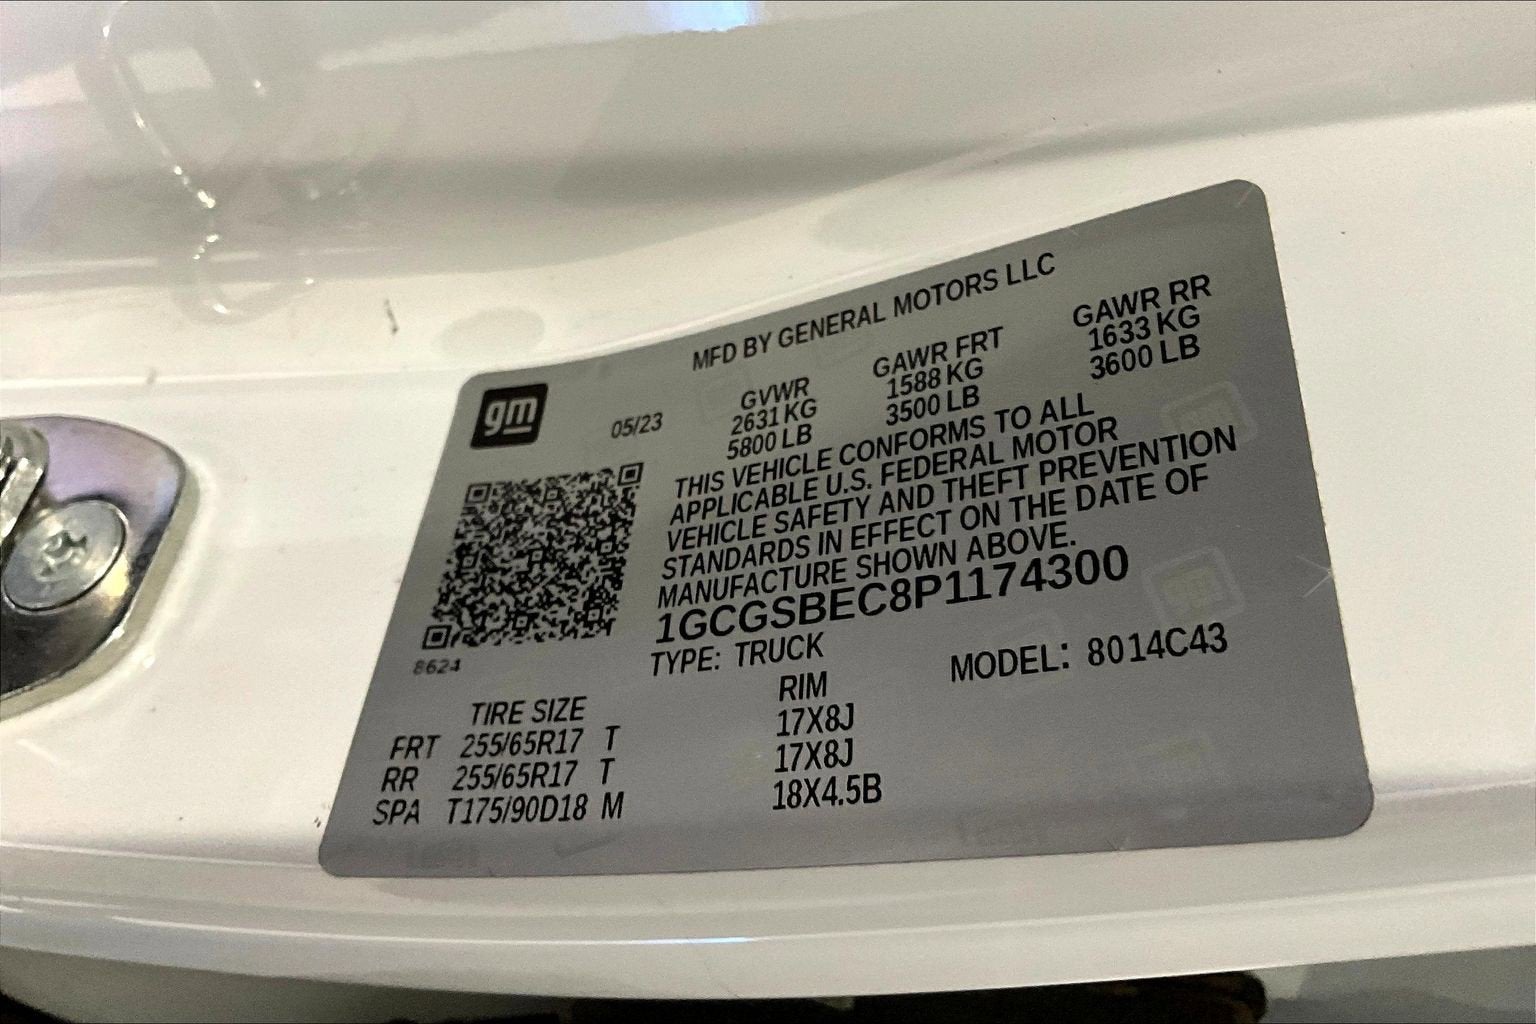 MFD BY GENERAL MOTORS LLC
gm
05/23
GVWR GAWR FRT GAWR RR
2631 KG 1588 KG 1633 KG
5800 LB 3500 LB 3600 LB
THIS VEHICLE CONFORMS TO ALL
APPLICABLE U.S. FEDERAL MOTOR
VEHICLE SAFETY AND THEFT PREVENTION
STANDARDS IN EFFECT ON THE DATE OF
MANUFACTURE SHOWN ABOVE.
1GCGSBEC8P1174300
8624
TYPE: TRUCK MODEL: 8014C43
TIRE SIZE RIM
FRT 255/65R17 T 17X8J
RR 255/65R17 T 17X8J
SPA T175/90D18 M 18X4.5B